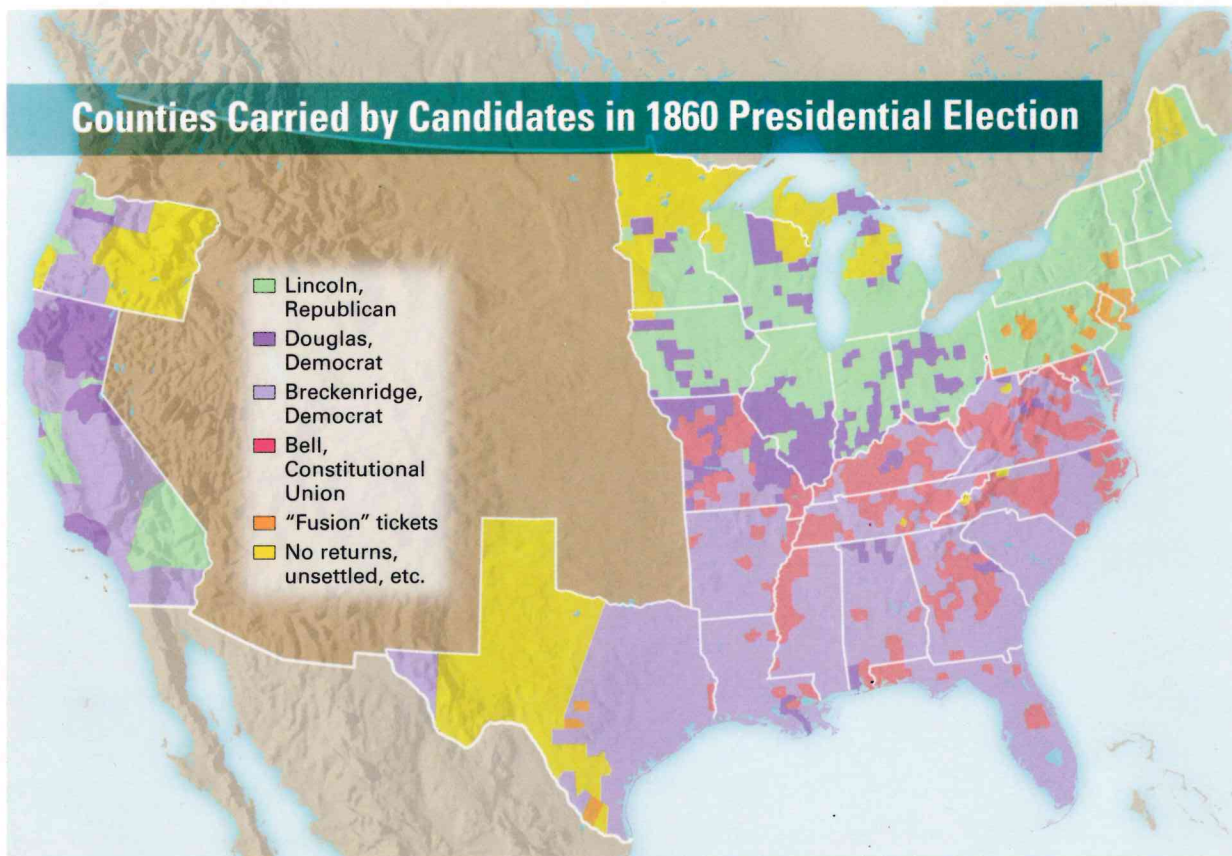 Counties Carried by Candidates in 1860 Presidential Election
Lincoln,
Republican
Douglas,
Democrat
Breckenridge,
Democrat
Bell,
Constitutional
Union
"Fusion" tickets
No returns,
unsettled, etc.